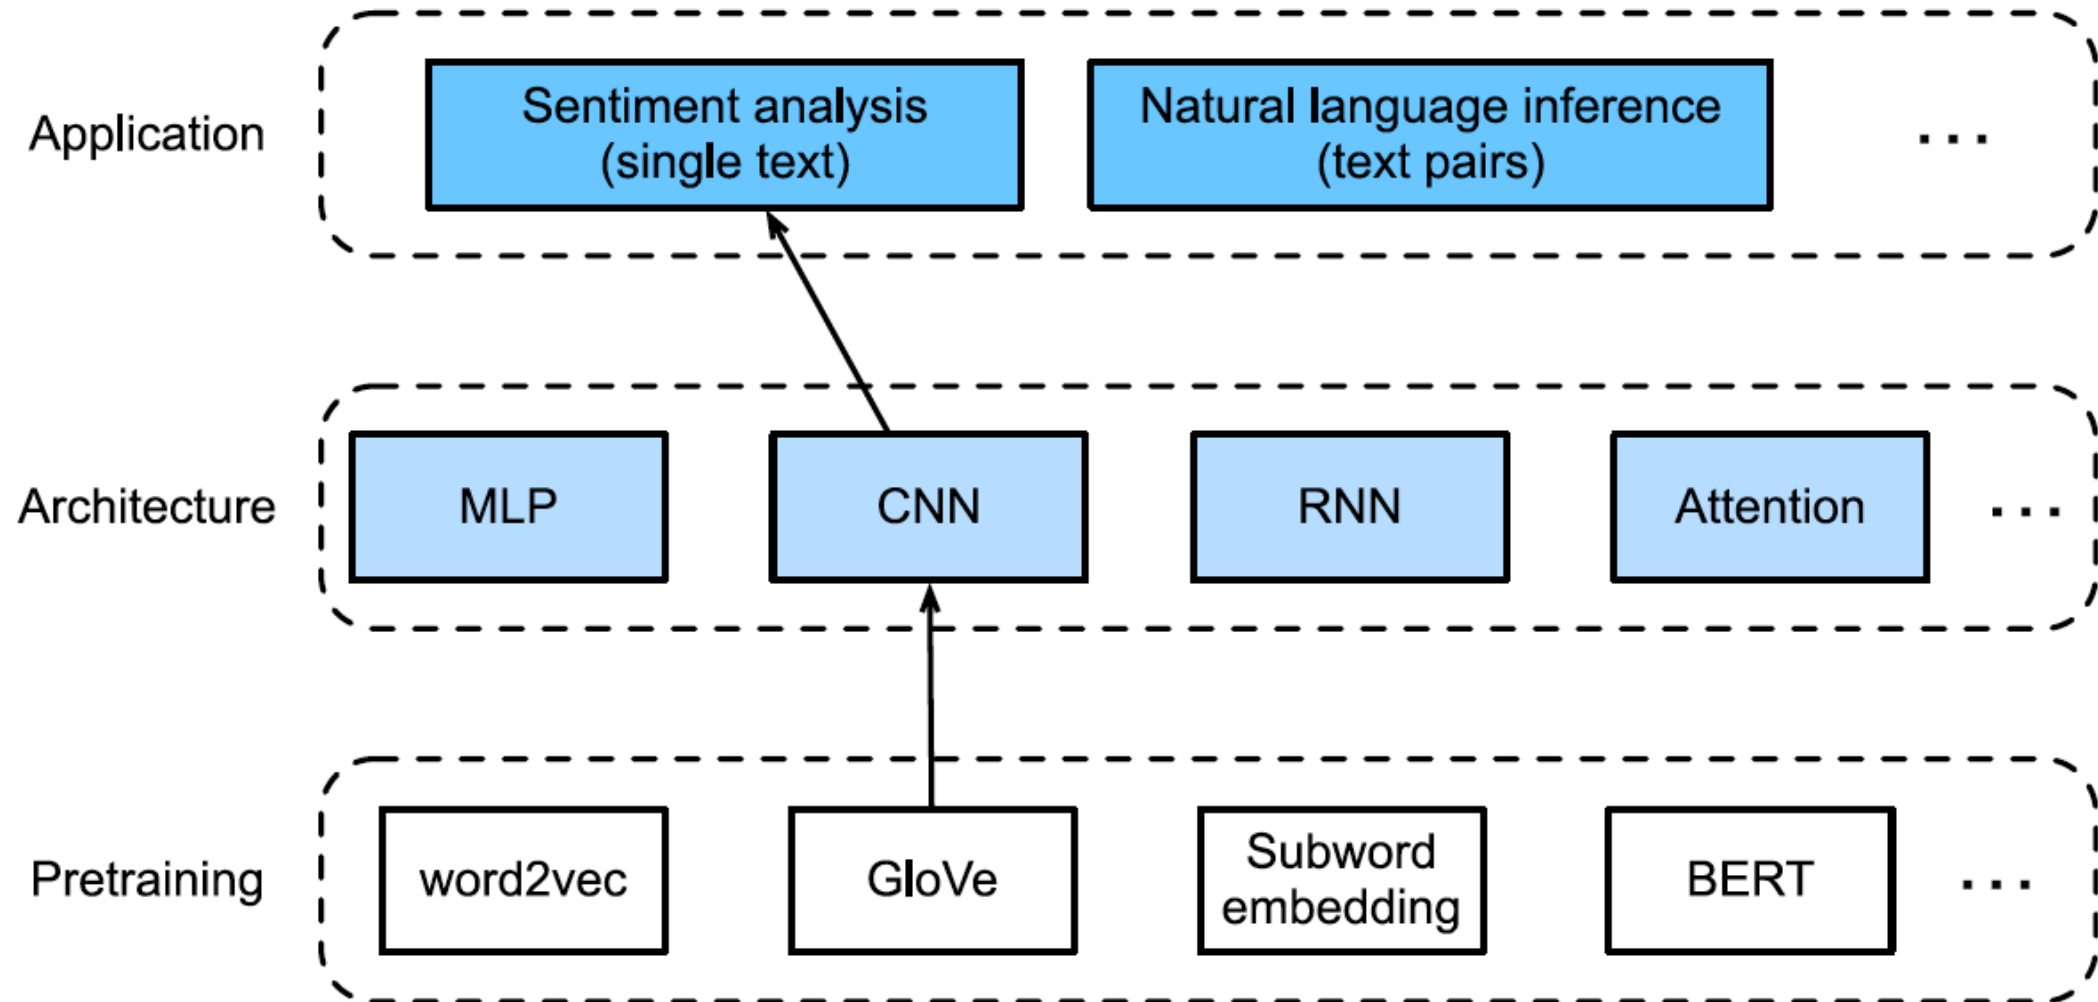 Application
Sentiment analysis
(single text)
Natural language inference
(text pairs)
...
Architecture
MLP
CNN
RNN
Attention
...
Pretraining
word2vec
GloVe
Subword
embedding
BERT
...